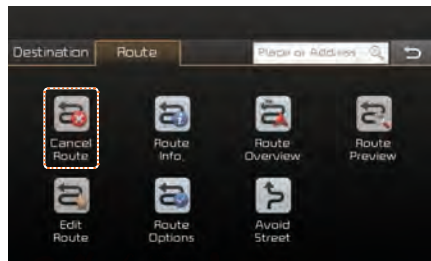 Destination Route Place or Address
Cancel Route Route Route
Route Info. Overview Preview
Edit Route Avoid
Route Options Street